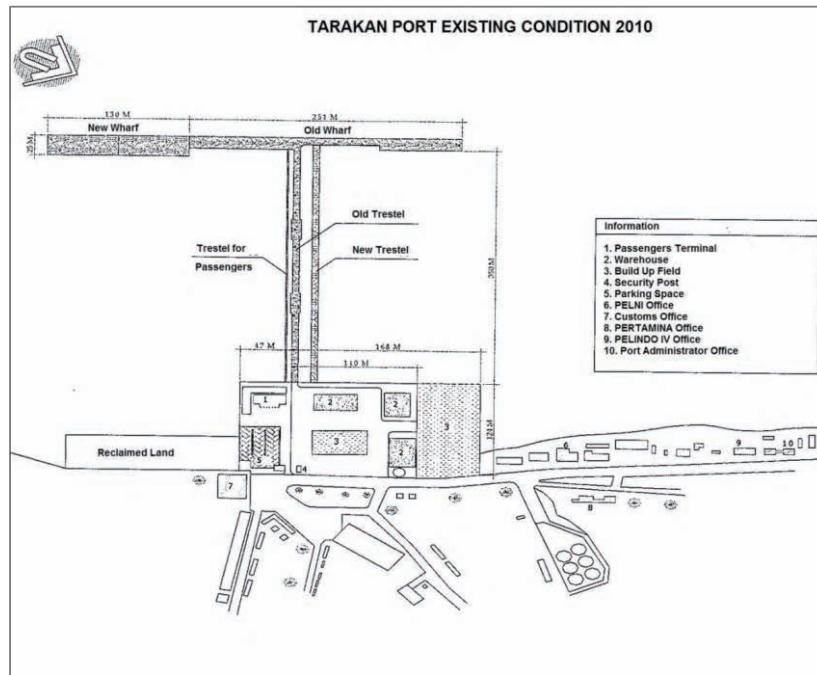 TARAKAN PORT EXISTING CONDITION 2010
130 M
251 M
New Wharf
Old Wharf
25 M
Old Trestel
Trestel for
Passengers
New Trestel
350 M
Information
1. Passengers Terminal
2. Warehouse
3. Build Up Field
4. Security Post
5. Parking Space
6. PELNI Office
7. Customs Office
8. PERTAMINA Office
9. PELINDO IV Office
10. Port Administrator Office
168 M
110 M
1
2
2
3
3
2
5
5
4
Reclaimed Land
7
6
9
10
8